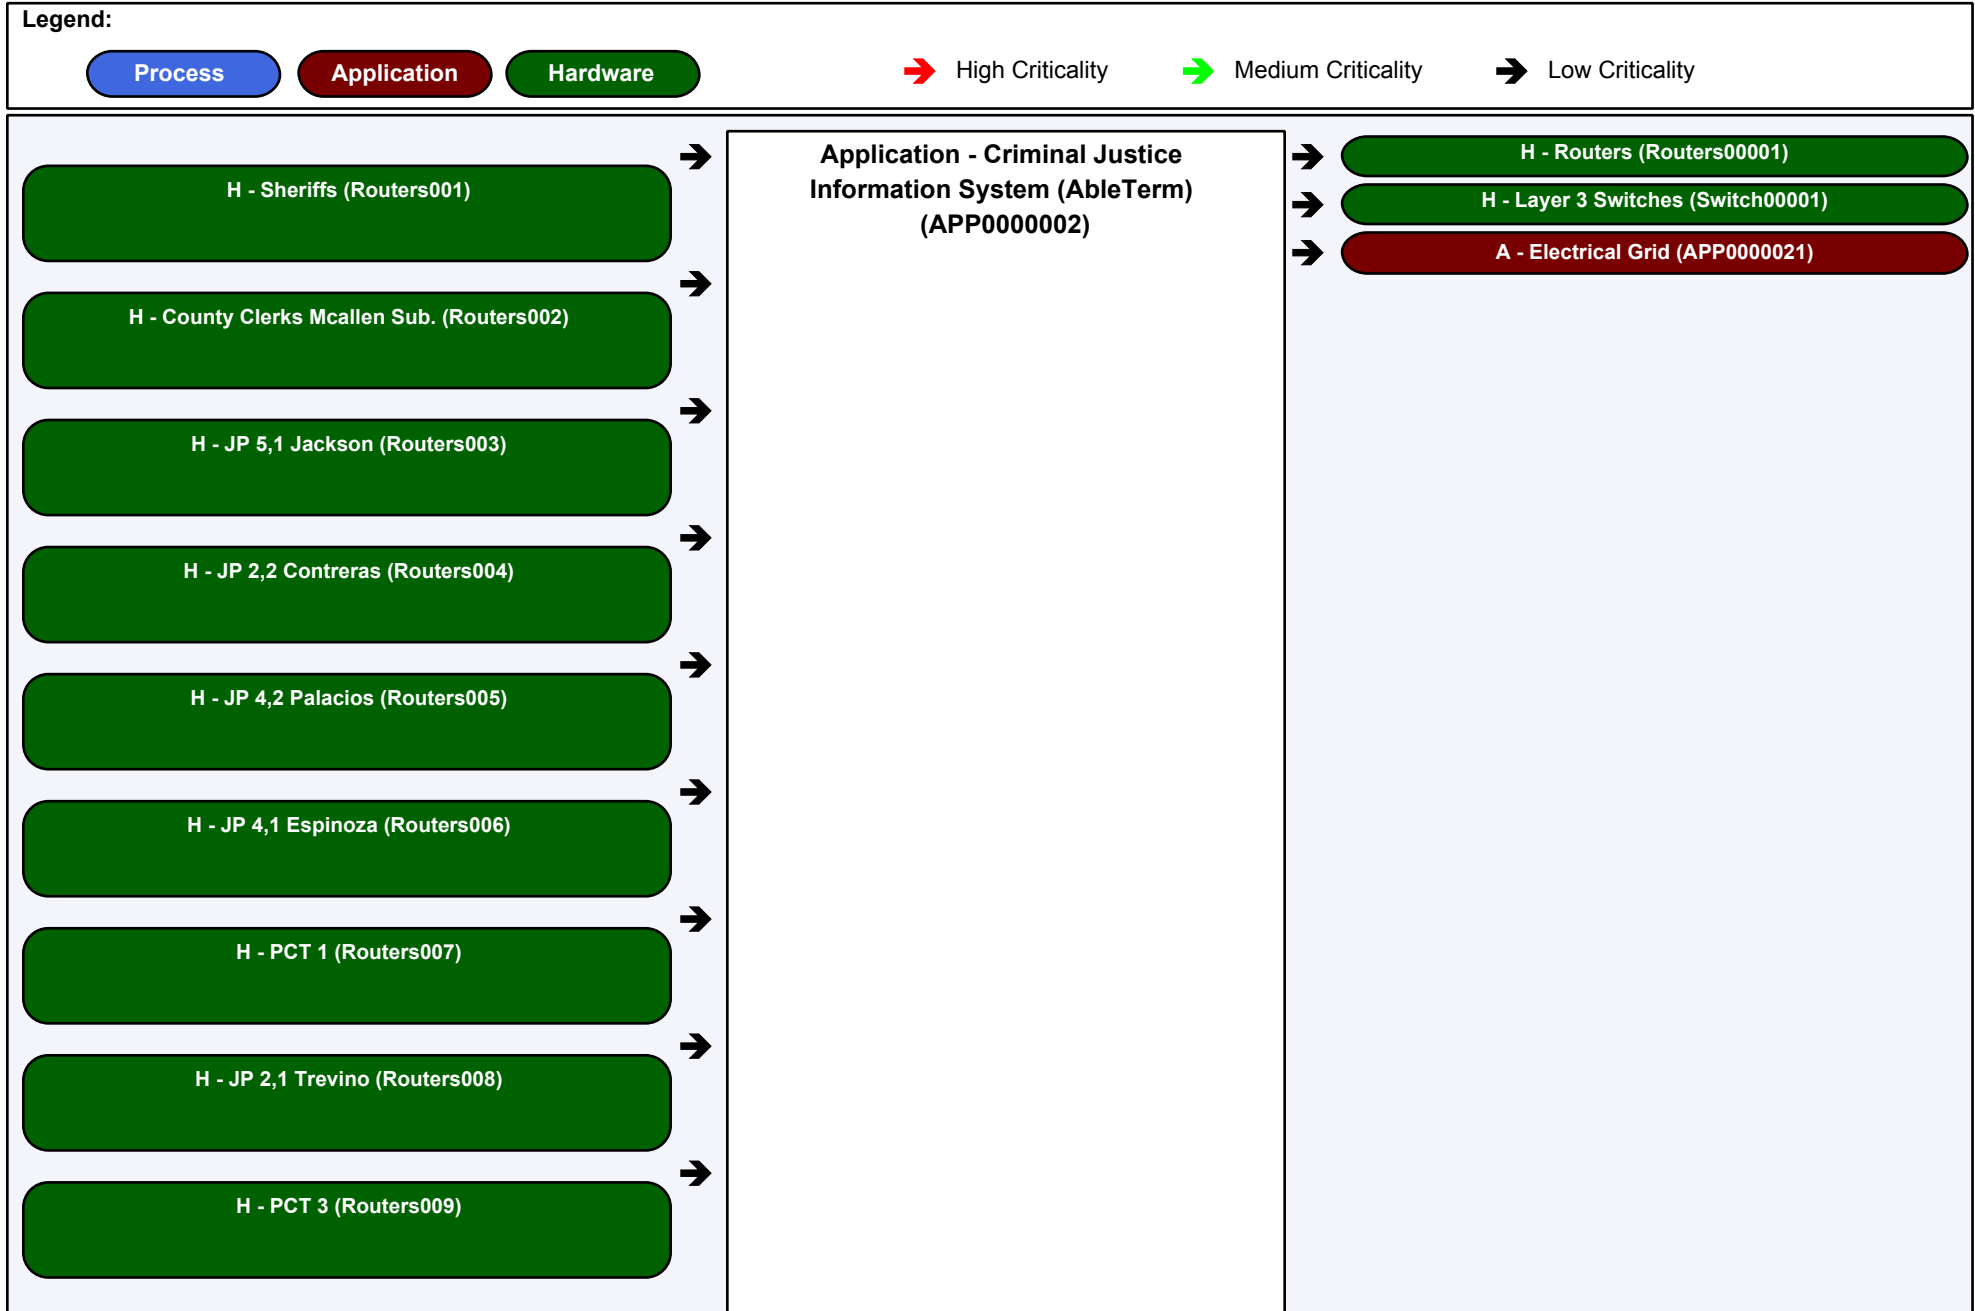 Legend:
Process
Application
Hardware
High Criticality
Medium Criticality
Low Criticality
H - Sheriffs (Routers001)
H - County Clerks Mcallen Sub. (Routers002)
H - JP 5,1 Jackson (Routers003)
H - JP 2,2 Contreras (Routers004)
H - JP 4,2 Palacios (Routers005)
H - JP 4,1 Espinoza (Routers006)
H - PCT 1 (Routers007)
H - JP 2,1 Trevino (Routers008)
H - PCT 3 (Routers009)
Application - Criminal Justice
Information System (AbleTerm)
(APP0000002)
H - Routers (Routers00001)
H - Layer 3 Switches (Switch00001)
A - Electrical Grid (APP0000021)